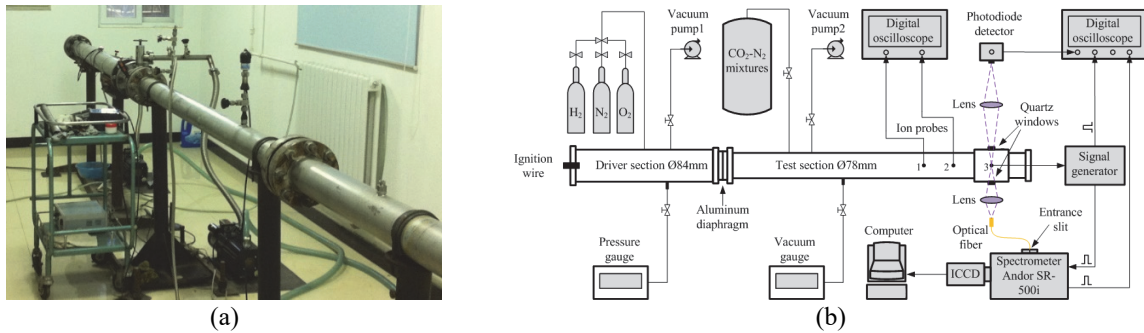 Vacuum
pump1
CO₂-N₂
mixtures
Vacuum
pump2
Digital
oscilloscope
Photodiode
detector
Digital
oscilloscope
H₂
N₂
O₂
Lens
Quartz
windows
Ion probes
Ignition
wire
Driver section Ø84mm
Test section Ø78mm
1
2
3
Signal
generator
Aluminum
diaphragm
Lens
Optical
fiber
Entrance
slit
Pressure
gauge
Vacuum
gauge
Computer
ICCD
Spectrometer
Andor SR-
500i
(a)
(b)